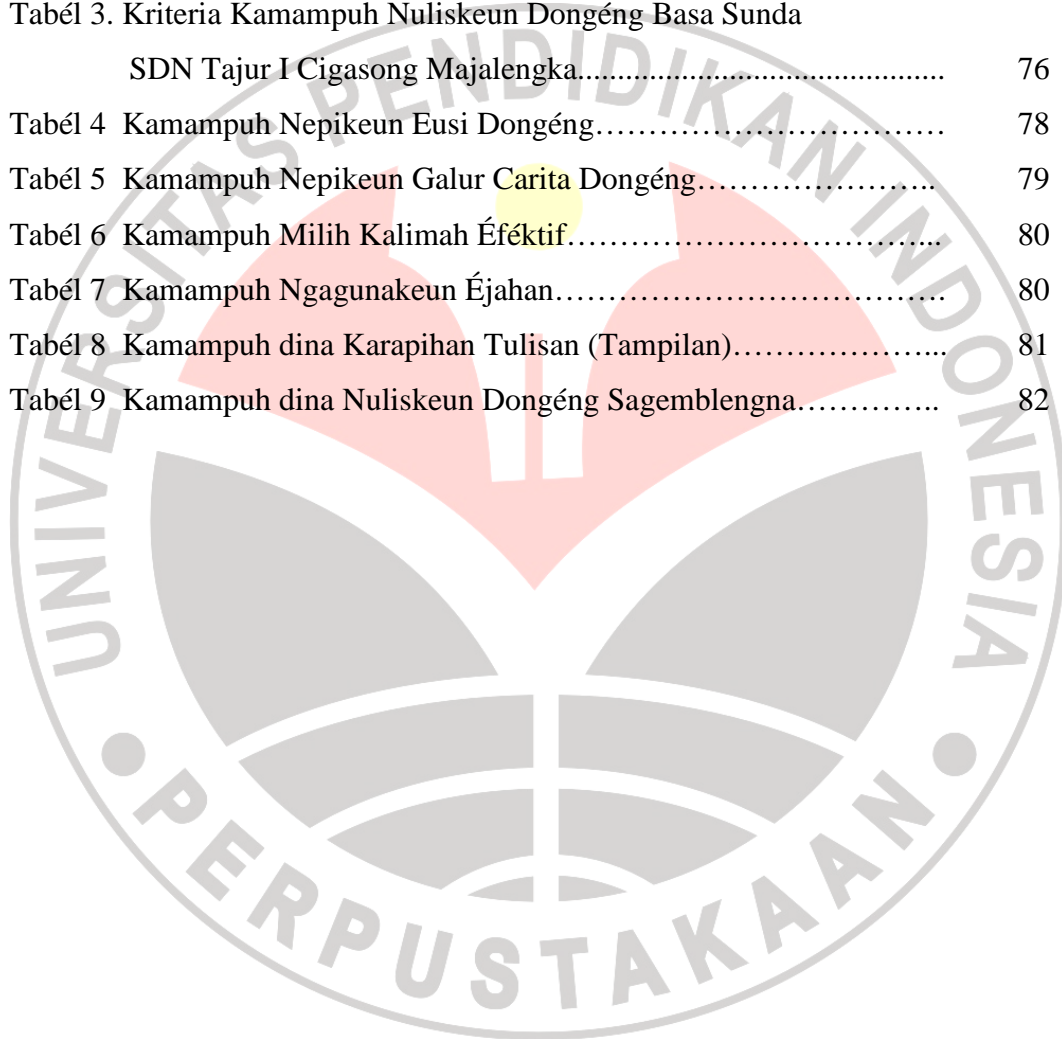 Tabél 3. Kriteria Kamampuh Nuliskeun Dongéng Basa Sunda
SDN Tajur I Cigasong Majalengka............................................ 76
Tabél 4 Kamampuh Nepikeun Eusi Dongéng…………………………… 78
Tabél 5 Kamampuh Nepikeun Galur Carita Dongéng………………….. 79
Tabél 6 Kamampuh Milih Kalimah Éféktif……………………………... 80
Tabél 7 Kamampuh Ngagunakeun Éjahan………………………………. 80
Tabél 8 Kamampuh dina Karapihan Tulisan (Tampilan)………………... 81
Tabél 9 Kamampuh dina Nuliskeun Dongéng Sagemblengna………….. 82
UNIVERSITAS PENDIDIKAN INDONESIA
PERPUSTAKAAN